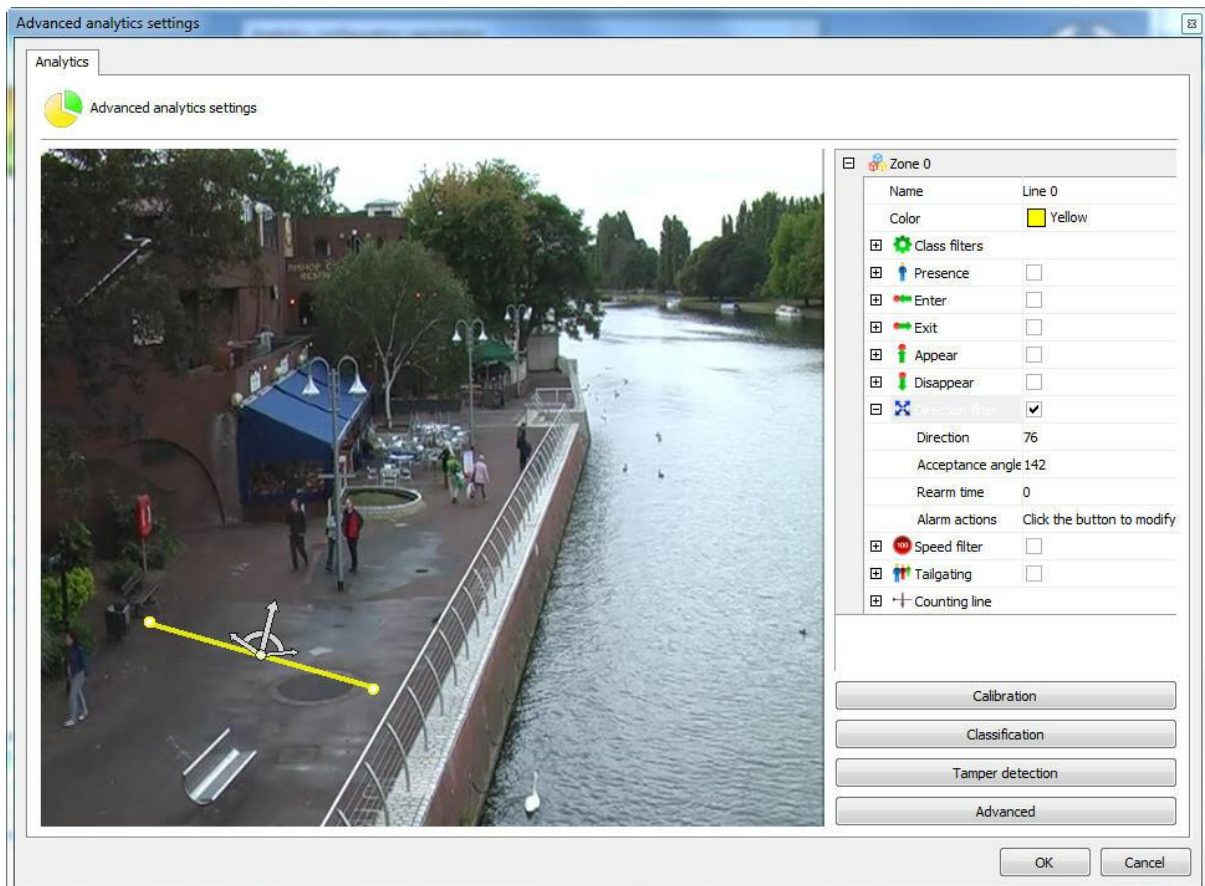 Advanced analytics settings
Analytics
Advanced analytics settings
Zone 0
Name Line 0
Color Yellow
Class filters
Presence
Enter
Exit
Appear
Disappear
Direction filter
Direction 76
Acceptance angle 142
Rearm time 0
Alarm actions Click the button to modify
100 Speed filter
Tailgating
Counting line
BISHOP
Calibration
Classification
Tamper detection
Advanced
OK Cancel